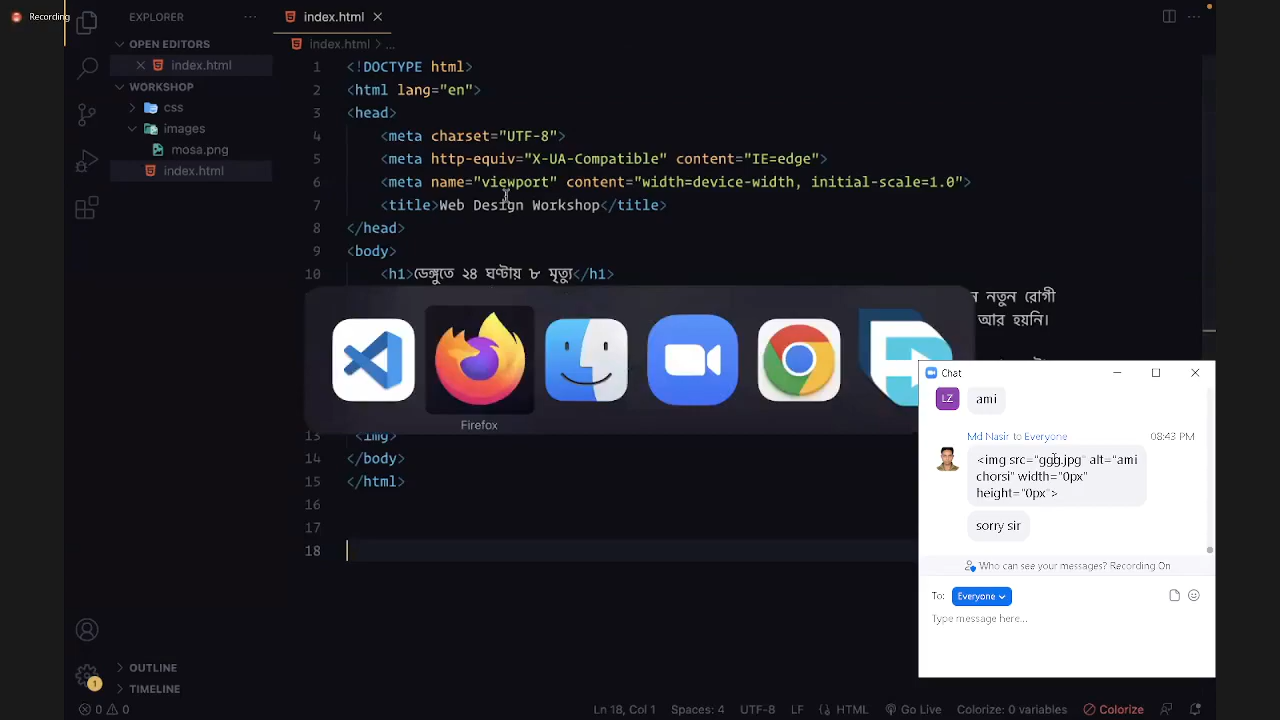 Recording
EXPLORER
index.html
OPEN EDITORS
index.html
index.html > ...
WORKSHOP
css
images
mosa.png
index.html
1 <!DOCTYPE html>
2 <html lang="en">
3 <head>
4 <meta charset="UTF-8">
5 <meta http-equiv="X-UA-Compatible" content="IE=edge">
6 <meta name="viewport" content="width=device-width, initial-scale=1.0">
7 <title>Web Design Workshop</title>
8 </head>
9 <body>
10 <h1>ডেঙ্গুতে ২৪ ঘণ্টায় ৮ মৃত্যু</h1>
নতুন রোগী
আর হয়নি।
Firefox
13 <img>
14 </body>
15 </html>
16
17
18
Chat
LZ
ami
Md Nasir to Everyone 08:43 PM
<img src="ggg.jpg" alt="ami
chorsi" width="0px"
height="0px">
sorry sir
Who can see your messages? Recording On
To: Everyone
Type message here...
OUTLINE
TIMELINE
1
0 0
Ln 18, Col 1 Spaces: 4 UTF-8 LF HTML Go Live Colorize: 0 variables Colorize